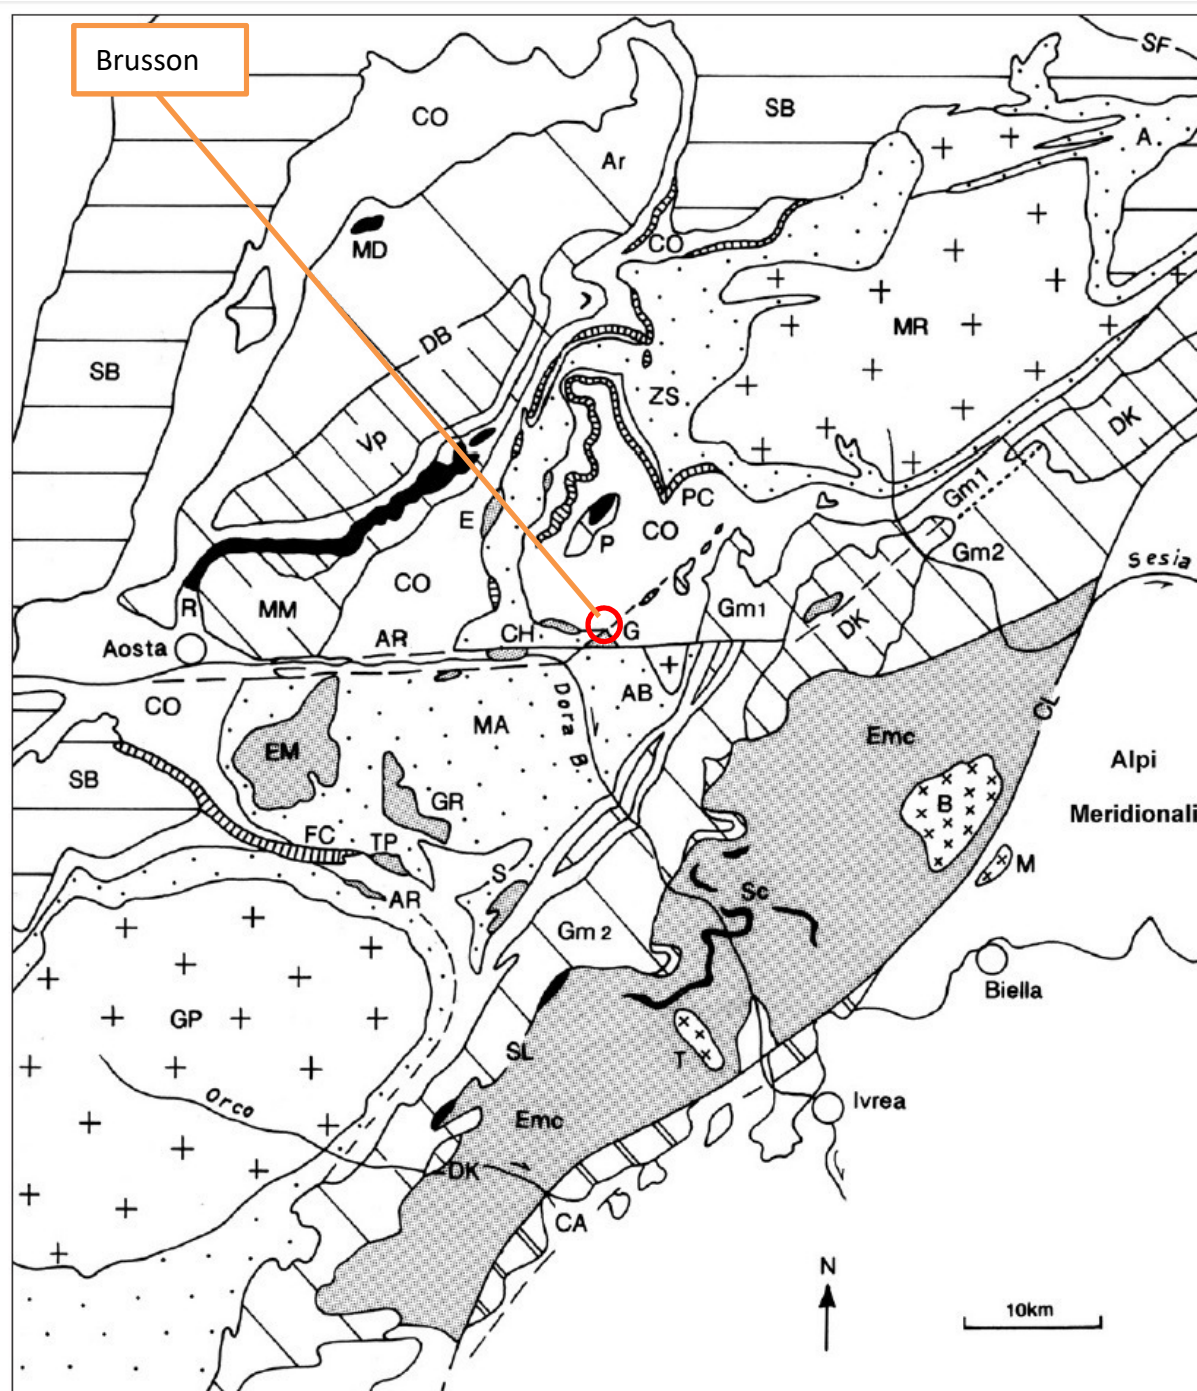 Brusson
SF
CO
SB
A
Ar
MD
CO
MR
DB
SB
ZS
Vp
DK
Gm1
PC
E
P
CO
CO
Gm2
Sesia
R
MM
Gm1
DK
Aosta
AR
CH
G
CO
AB
CL
MA
Dora B
Emc
EM
SB
Alpi
B
GR
Meridionali
FC
TP
M
S
Sc
AR
Gm2
Biella
GP
SL
T
Orco
Emc
Ivrea
DK
CA
N
10km